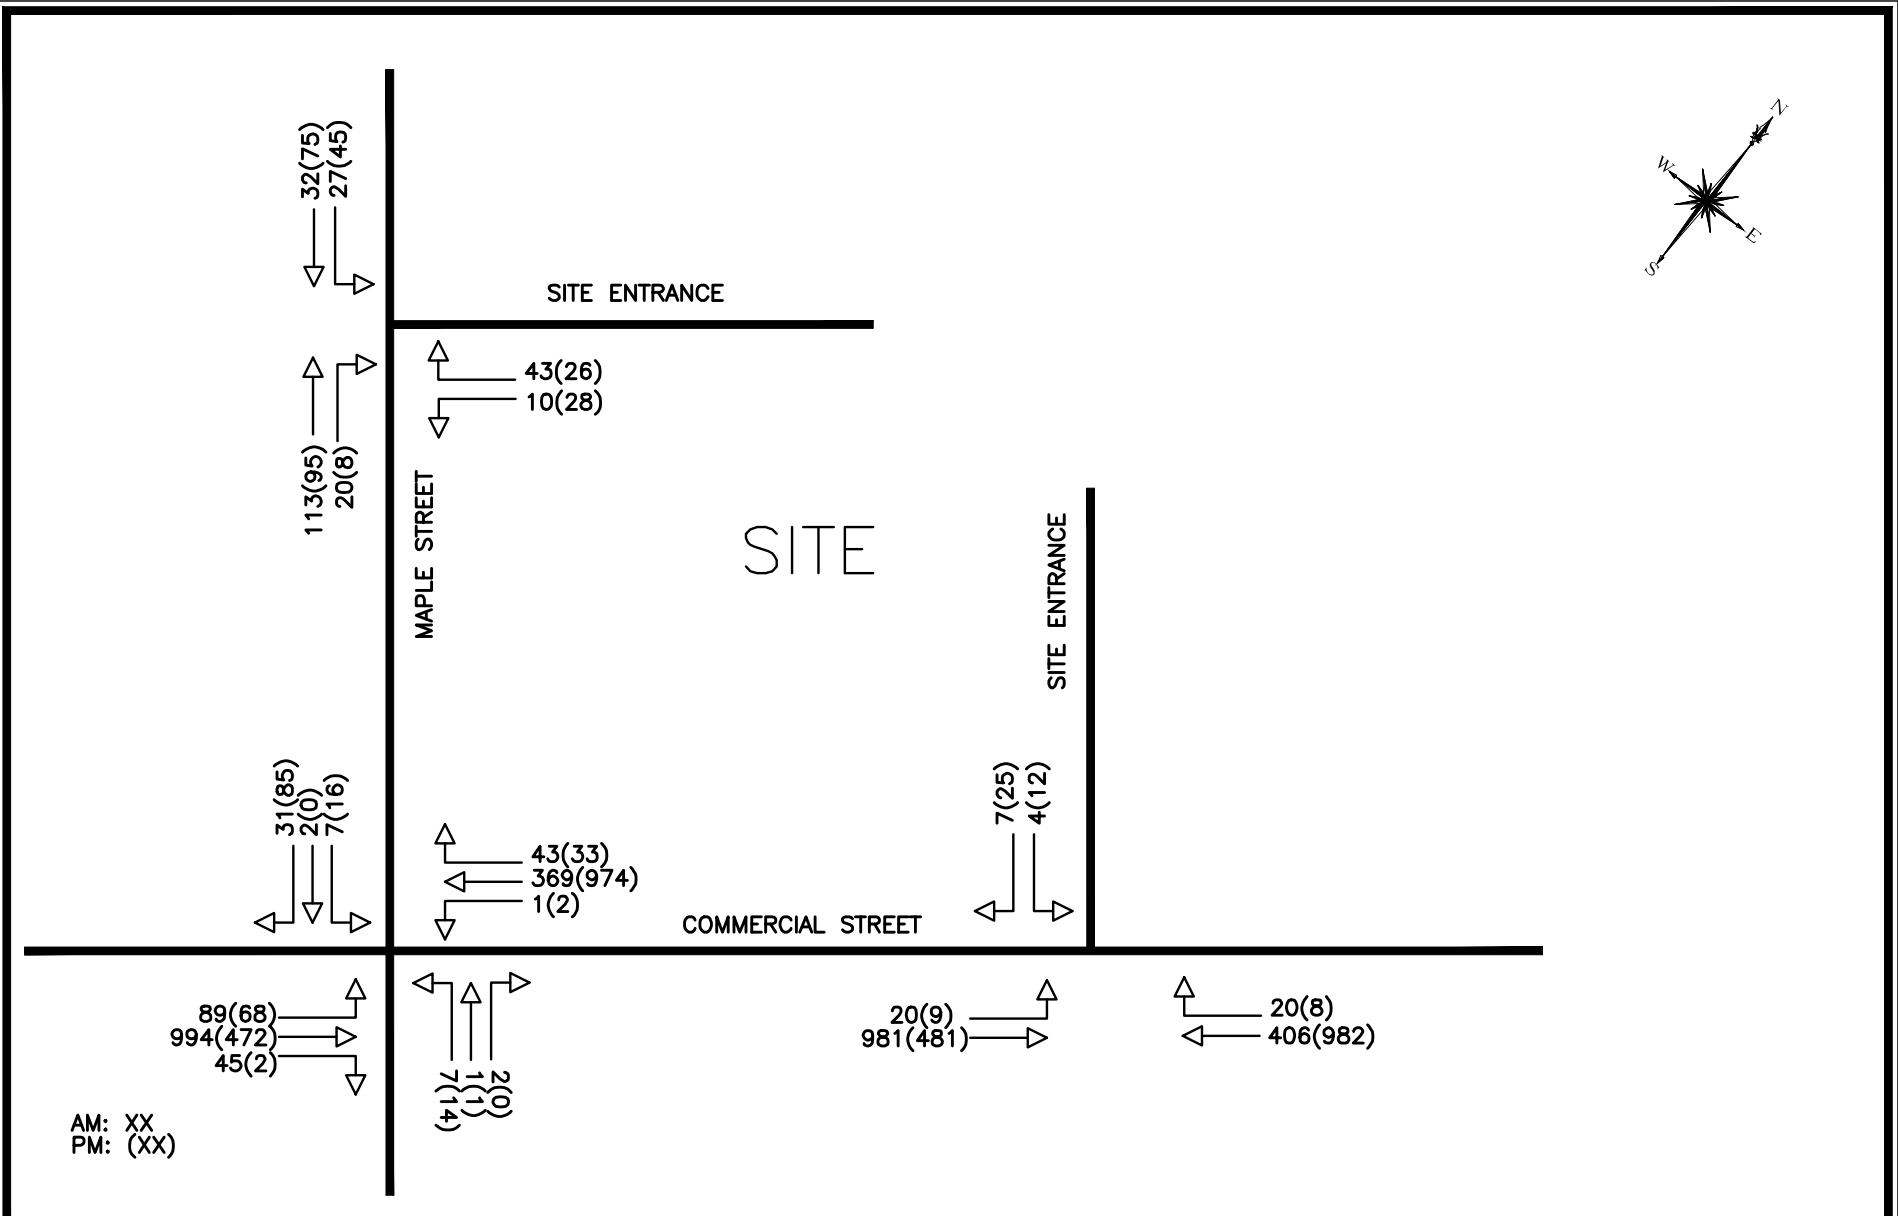 N
W
E
S
32(75)
27(45)
SITE ENTRANCE
43(26)
10(28)
113(95)
20(8)
MAPLE STREET
SITE
SITE ENTRANCE
31(85)
2(0)
7(16)
7(25)
4(12)
43(33)
369(974)
1(2)
COMMERCIAL STREET
89(68)
994(472)
45(2)
7(14)
1(1)
2(0)
20(9)
981(481)
20(8)
406(982)
AM: XX
PM: (XX)